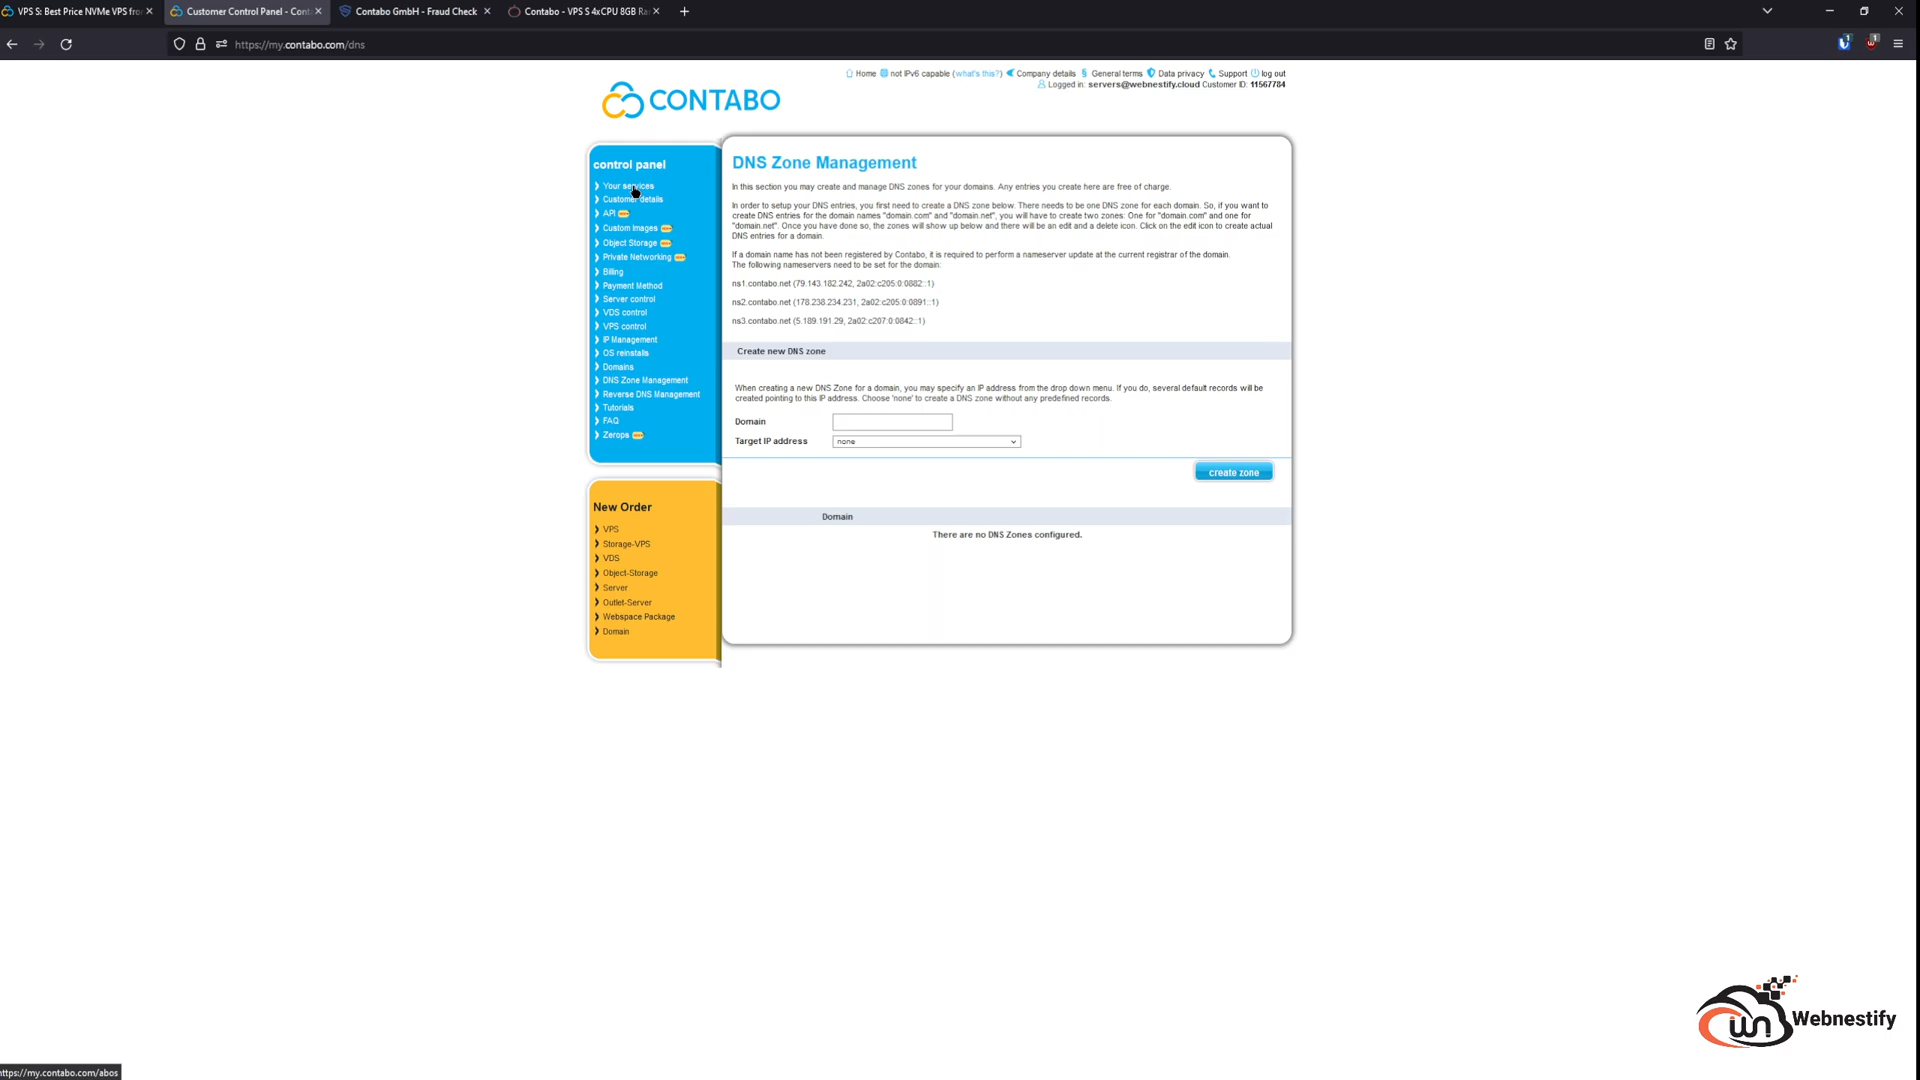 VPS S: Best Price NVMe VPS fro
Customer Control Panel - Cont
Contabo GmbH - Fraud Check
Contabo - VPS S 4xCPU 8GB Ra
https://my.contabo.com/dns
Home not IPv6 capable (what's this?) Company details General terms Data privacy Support log out
Logged in: servers@webnestify.cloud Customer ID: 11567784
CONTABO
control panel
Your services
Customer details
API
Custom Images
Object Storage
Private Networking
Billing
Payment Method
Server control
VDS control
VPS control
IP Management
OS reinstalls
Domains
DNS Zone Management
Reverse DNS Management
Tutorials
FAQ
Zerops
New Order
VPS
Storage-VPS
VDS
Object-Storage
Server
Outlet-Server
Webspace Package
Domain
DNS Zone Management
In this section you may create and manage DNS zones for your domains. Any entries you create here are free of charge.
In order to setup your DNS entries, you first need to create a DNS zone below. There needs to be one DNS zone for each domain. So, if you want to
create DNS entries for the domain names "domain.com" and "domain.net", you will have to create two zones: One for "domain.com" and one for
"domain.net". Once you have done so, the zones will show up below and there will be an edit and a delete icon. Click on the edit icon to create actual
DNS entries for a domain.
If a domain name has not been registered by Contabo, it is required to perform a nameserver update at the current registrar of the domain.
The following nameservers need to be set for the domain:
ns1.contabo.net (79.143.182.242, 2a02:c205:0:0882::1)
ns2.contabo.net (178.238.234.231, 2a02:c205:0:0891::1)
ns3.contabo.net (5.189.191.29, 2a02:c207:0:0842::1)
Create new DNS zone
When creating a new DNS Zone for a domain, you may specify an IP address from the drop down menu. If you do, several default records will be
created pointing to this IP address. Choose 'none' to create a DNS zone without any predefined records.
Domain
Target IP address none
create zone
Domain
There are no DNS Zones configured.
Webnestify
https://my.contabo.com/abos